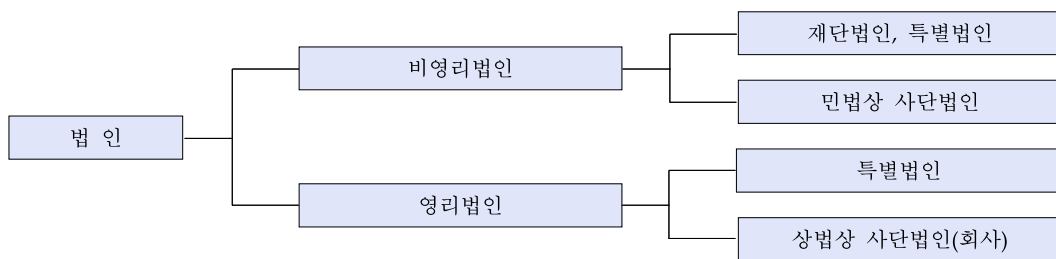 재단법인, 특별법인
비영리법인
민법상 사단법인
법 인
특별법인
영리법인
상법상 사단법인(회사)